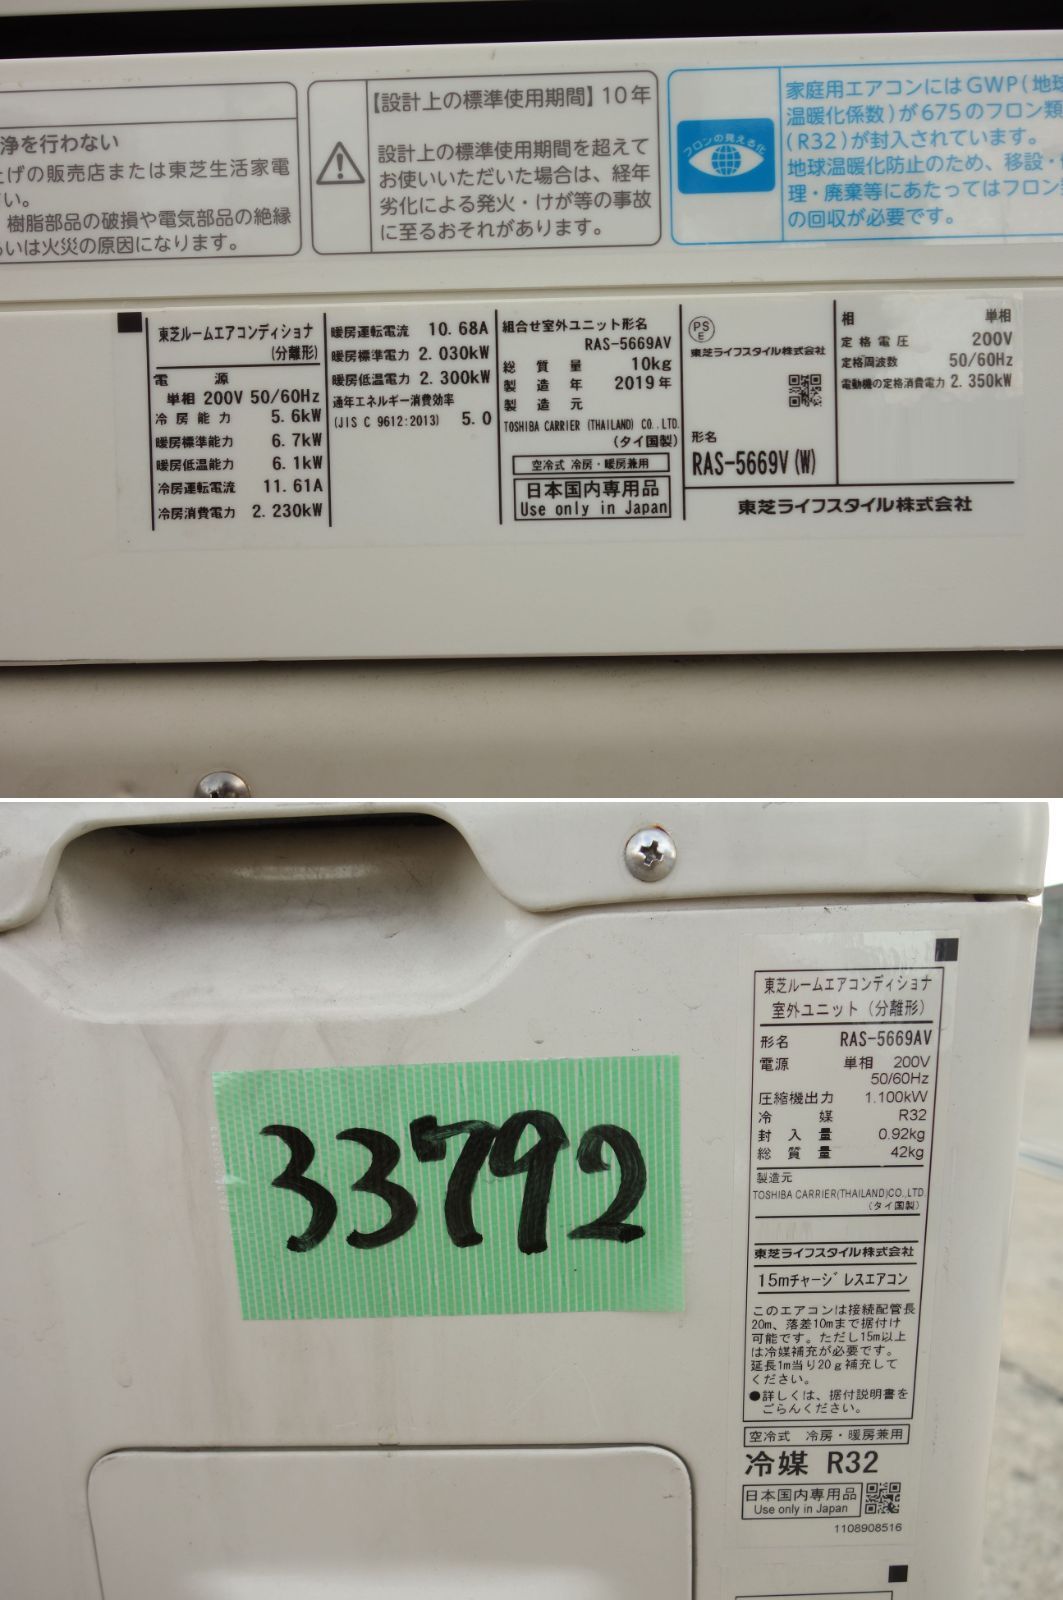 浄を行わない
上げの販売店または東芝生活家電
さい。
樹脂部品の破損や電気部品の絶縁
るいは火災の原因になります。
【設計上の標準使用期間】10年
設計上の標準使用期間を超えて
お使いいただいた場合は、経年
劣化による発火・けが等の事故
に至るおそれがあります。
フロンの見える化
家庭用エアコンにはGWP(地球
温暖化係数)が675のフロン類
(R32)が封入されています。
地球温暖化防止のため、移設・
理・廃棄等にあたってはフロン
の回収が必要です。
東芝ルームエアコンディショナ
(分離形)
電源
単相 200V 50/60Hz
冷房能力 5.6kW
暖房標準能力 6.7kW
暖房低温能力 6.1kW
冷房運転電流 11.61A
冷房消費電力 2.230kW
暖房運転電流 10.68A
暖房標準電力 2.030kW
暖房低温電力 2.300kW
通年エネルギー消費効率
(JIS C 9612:2013) 5.0
組合せ室外ユニット形名
RAS-5669AV
総質量 10kg
製造年 2019年
製造元
TOSHIBA CARRIER (THAILAND) CO.,LTD.
(タイ国製)
空冷式 冷房・暖房兼用
日本国内専用品
Use only in Japan
PS
E
東芝ライフスタイル株式会社
形名
RAS-5669V(W)
相 単相
定格電圧 200V
定格周波数 50/60Hz
電動機の定格消費電力 2.350kW
東芝ライフスタイル株式会社
33792
東芝ルームエアコンディショナ
室外ユニット(分離形)
形名 RAS-5669AV
電源 単相 200V
50/60Hz
圧縮機出力 1.100kW
冷媒 R32
封入量 0.92kg
総質量 42kg
製造元
TOSHIBA CARRIER(THAILAND)CO.,LTD.
(タイ国製)
東芝ライフスタイル株式会社
15mチャージレスエアコン
このエアコンは接続配管長
20m、落差10mまで据付け
可能です。ただし15m以上
は冷媒補充が必要です。
延長1m当り20g補充して
ください。
●詳しくは、据付説明書を
ごらんください。
空冷式 冷房・暖房兼用
冷媒 R32
日本国内専用品
Use only in Japan
1108908516